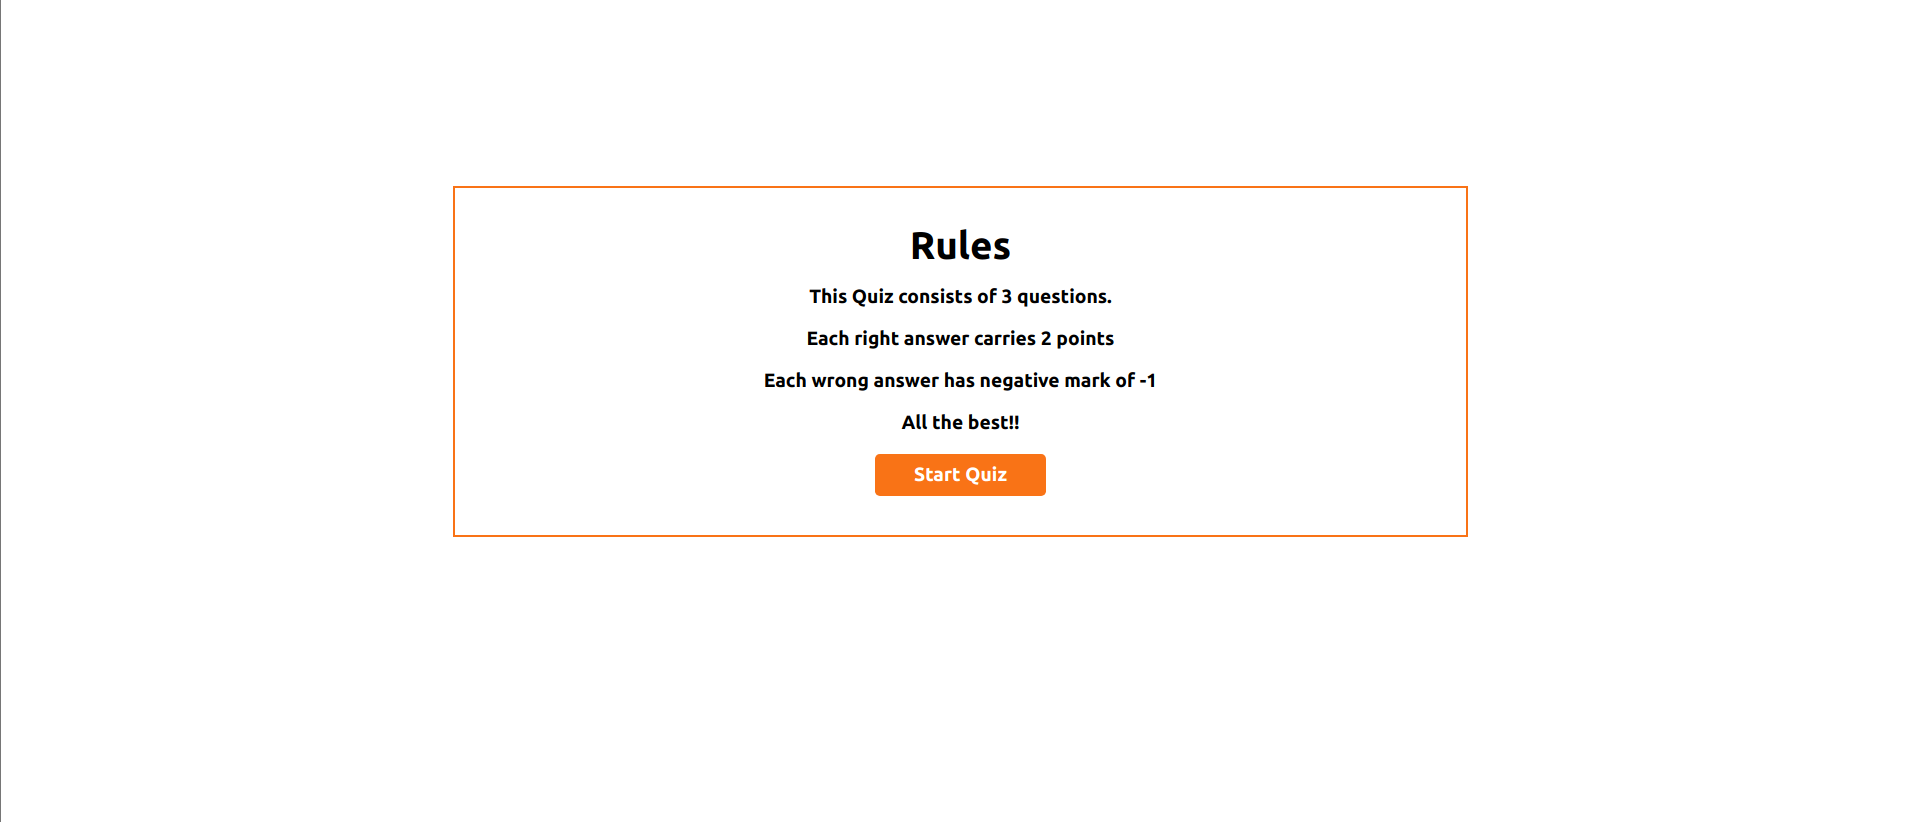 Rules
This Quiz consists of 3 questions.
Each right answer carries 2 points
Each wrong answer has negative mark of -1
All the best!!
Start Quiz